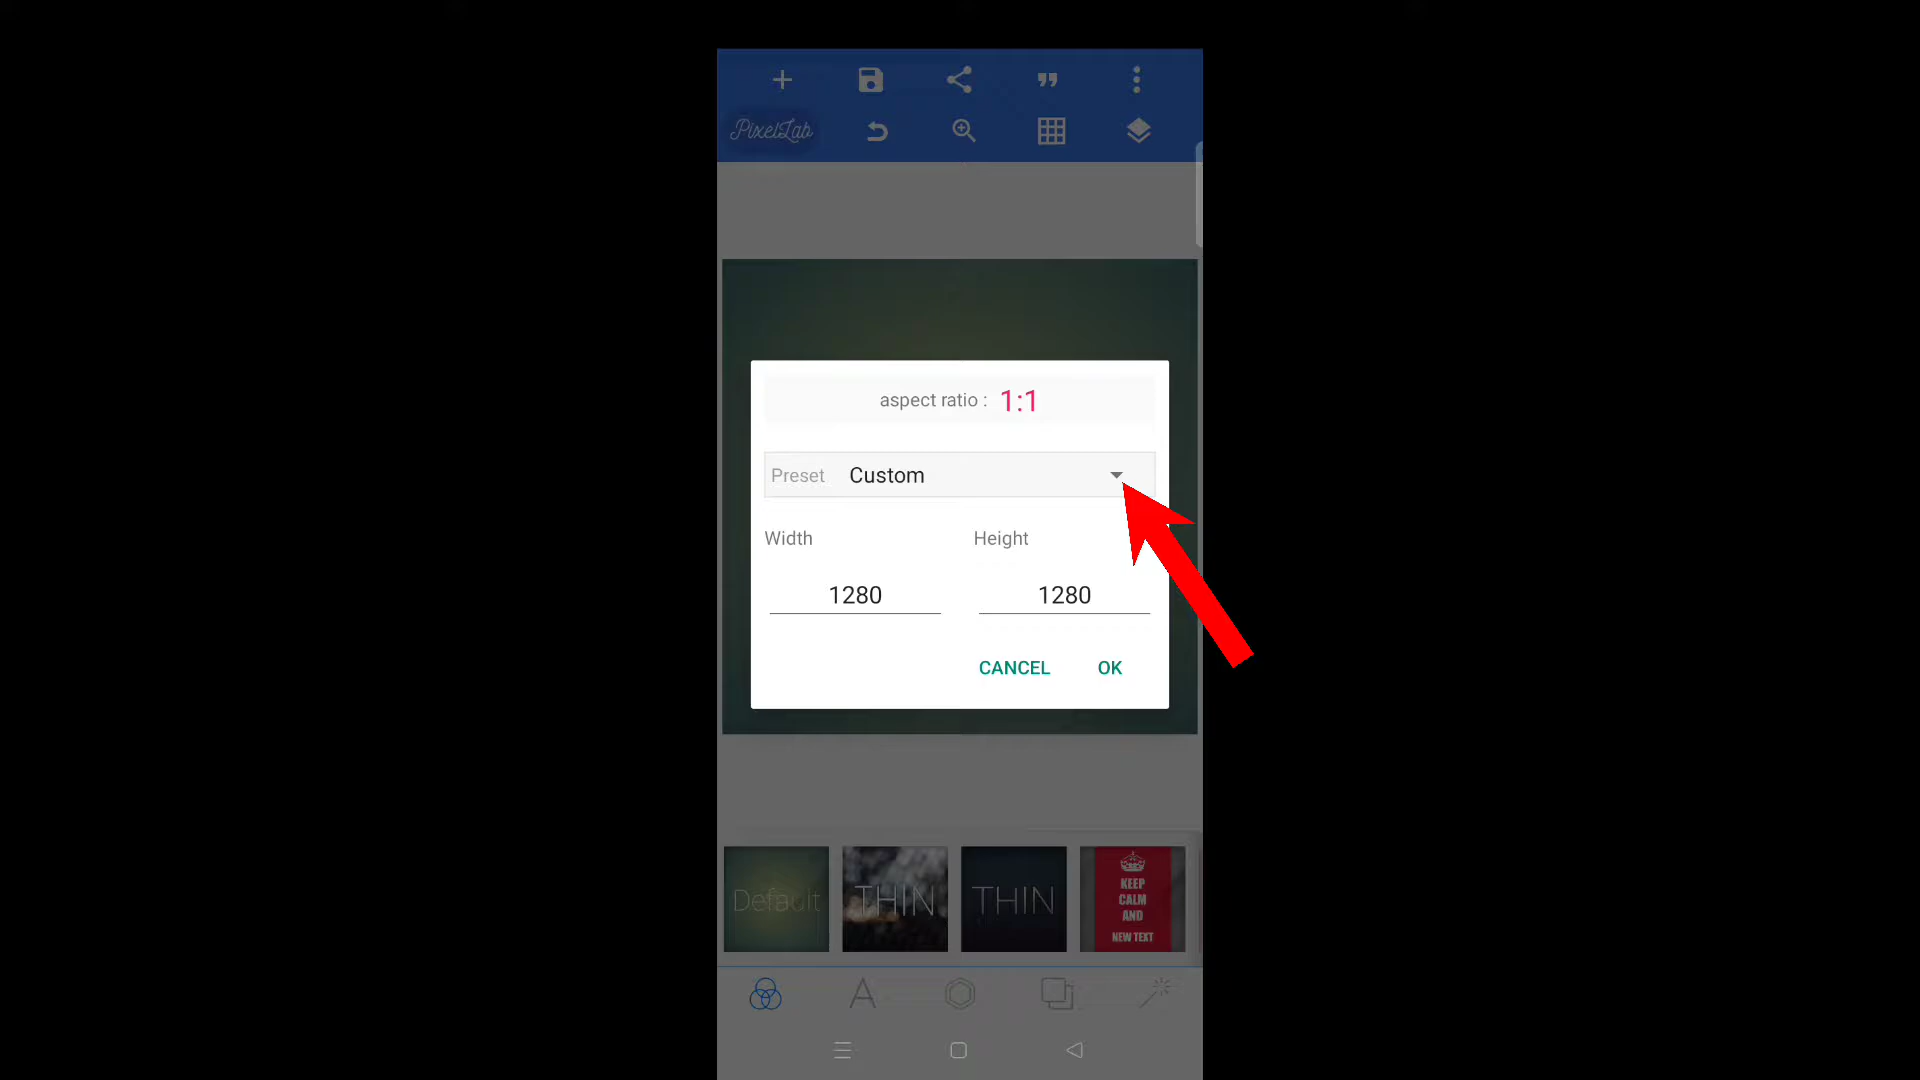 PixelLab
aspect ratio : 1:1
Preset Custom
Width Height
1280 1280
CANCEL OK
Default THIN THIN KEEP
CALM
AND
NEW TEXT